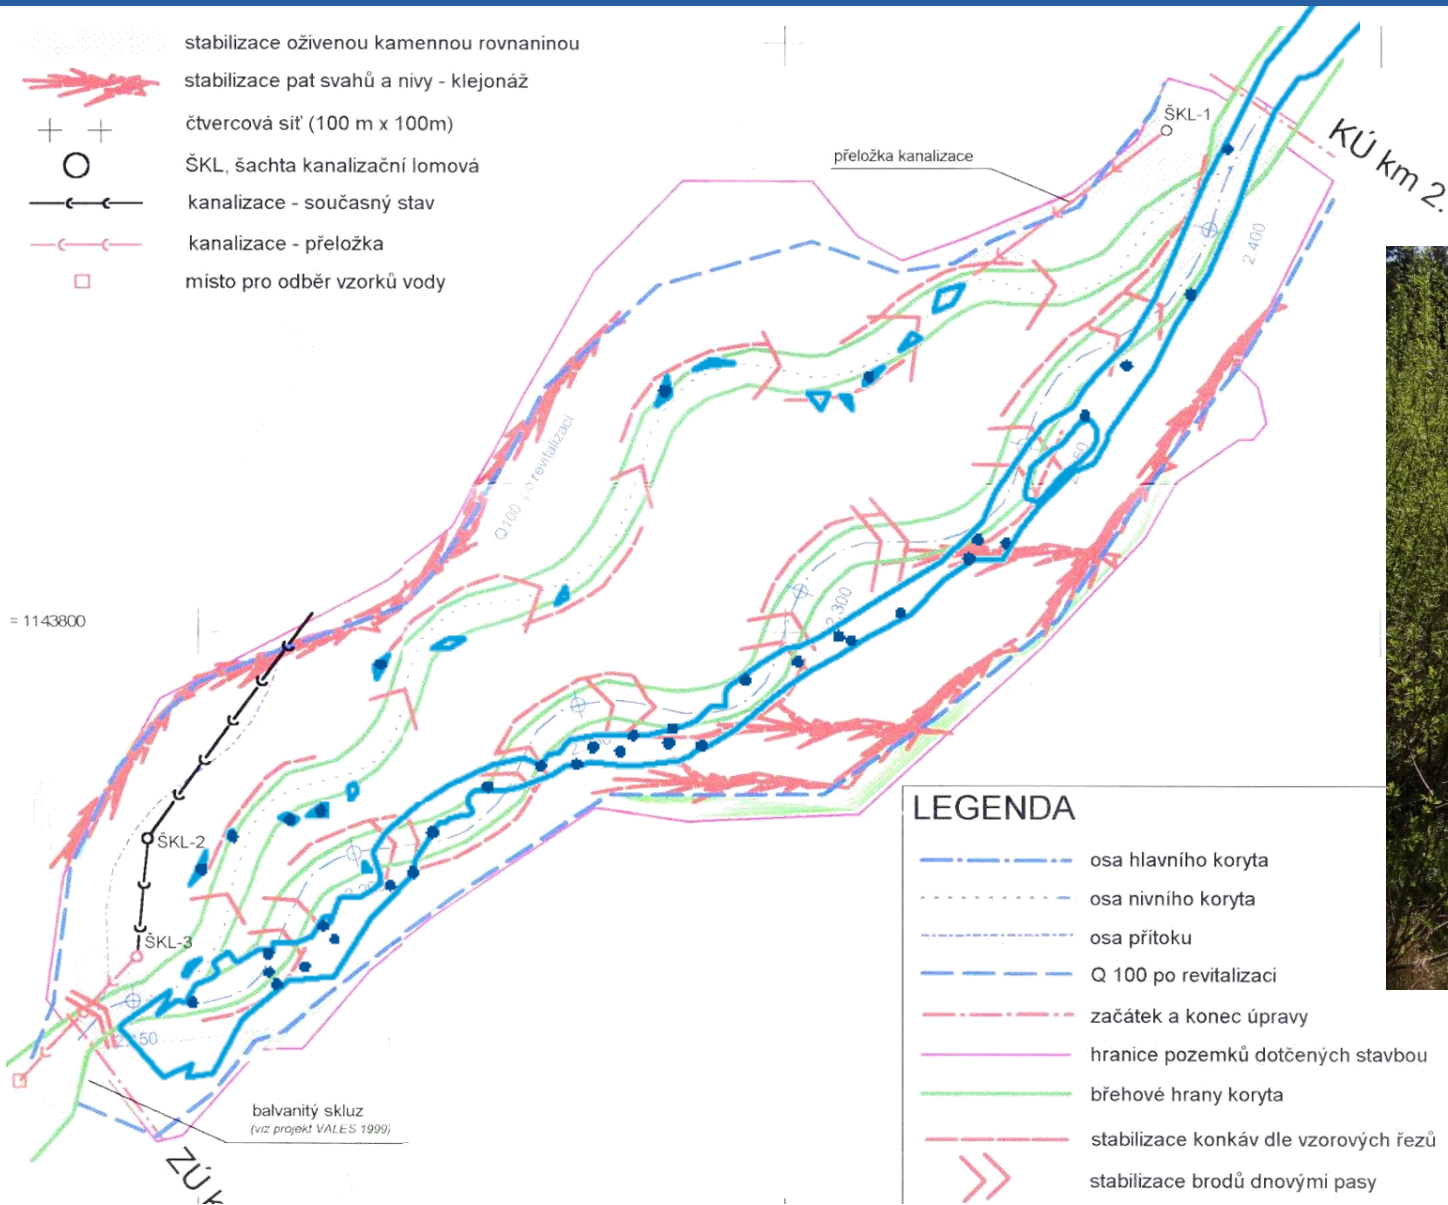 stabilizace oživenou kamennou rovnaninou
stabilizace pat svahů a nivy - klejonáž
čtvercová síť (100 m x 100m)
ŠKL, šachta kanalizační lomová
kanalizace - současný stav
kanalizace - přeložka
místo pro odběr vzorků vody
přeložka kanalizace
ŠKL-1
KÚ km 2.
2.400
Q100 po revitalizaci
= 1143800
2.300
ŠKL-2
ŠKL-3
balvanitý skluz
(viz projekt VALES 1999)
ZÚ
LEGENDA
osa hlavního koryta
osa nivního koryta
osa přítoku
Q 100 po revitalizaci
začátek a konec úpravy
hranice pozemků dotčených stavbou
břehové hrany koryta
stabilizace konkáv dle vzorových řezů
stabilizace brodů dnovými pasy